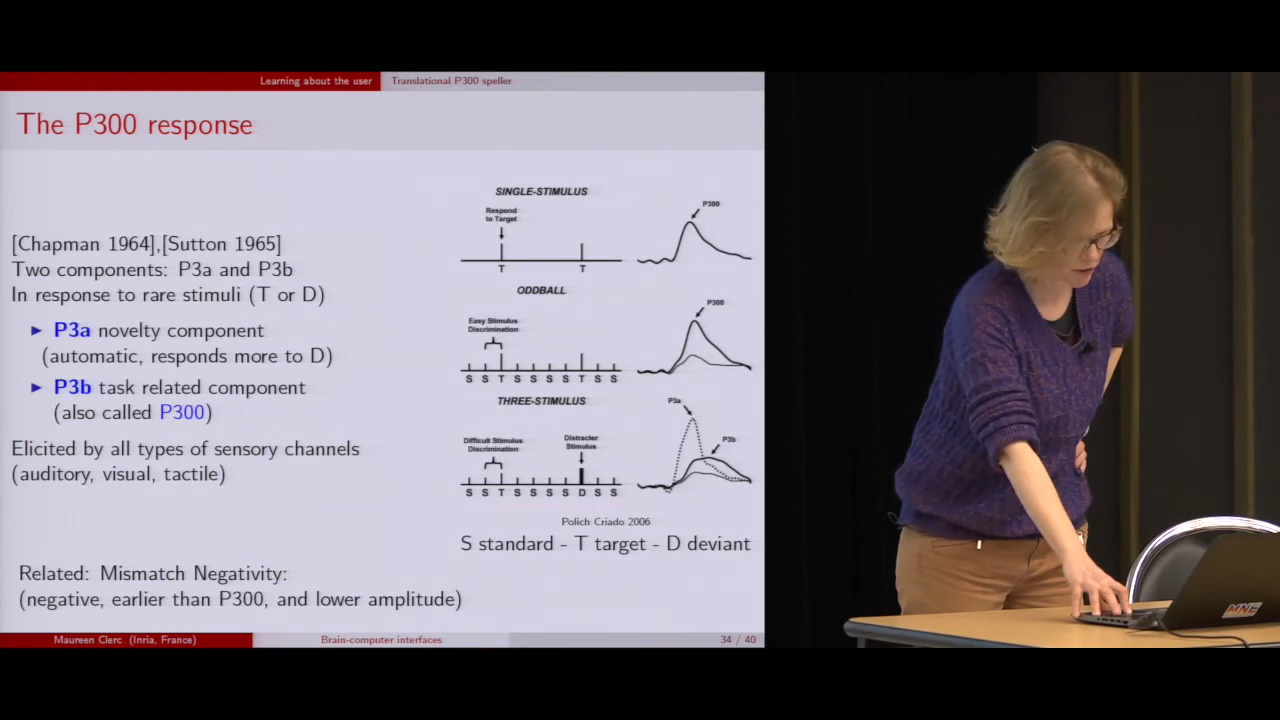 Learning about the user
Translational P300 speller
The P300 response
[Chapman 1964],[Sutton 1965]
Two components: P3a and P3b
In response to rare stimuli (T or D)
P3a novelty component
(automatic, responds more to D)
P3b task related component
(also called P300)
Elicited by all types of sensory channels
(auditory, visual, tactile)
SINGLE-STIMULUS
Respond
to Target
P300
T T
ODDBALL
Easy Stimulus
Discrimination
P300
S S T S S S S T S S
THREE-STIMULUS
P3a
Difficult Stimulus
Discrimination
Distracter
Stimulus
P3b
S S T S S S S D S S
Polich Criado 2006
S standard - T target - D deviant
Related: Mismatch Negativity:
(negative, earlier than P300, and lower amplitude)
Maureen Clerc (Inria, France)
Brain-computer interfaces
34 / 40
MNE